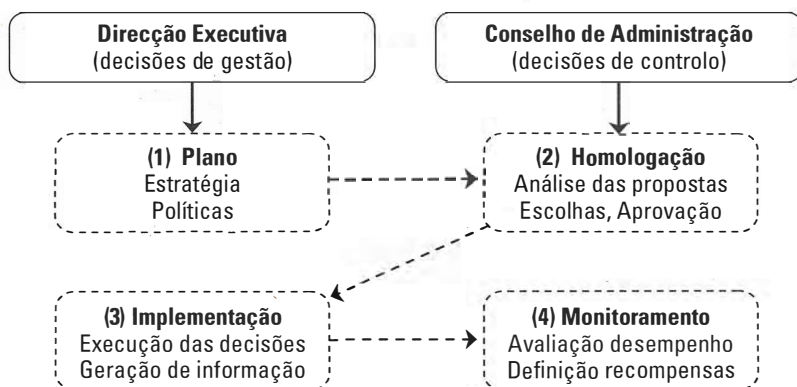 Direcção Executiva
(decisões de gestão)
Conselho de Administração
(decisões de controlo)
(1) Plano
Estratégia
Políticas
(2) Homologação
Análise das propostas
Escolhas, Aprovação
(3) Implementação
Execução das decisões
Geração de informação
(4) Monitoramento
Avaliação desempenho
Definição recompensas